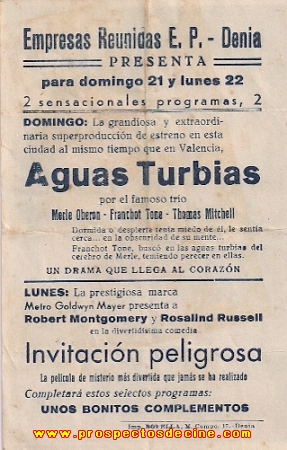 Empresas Reunidas E. P. - Denia
PRESENTA
para domingo 21 y lunes 22
2 sensacionales programas, 2
DOMINGO: La grandiosa y extraordi-
naria superproducción de estreno en esta
ciudad al mismo tiempo que en Valencia,
Aguas Turbias
por el famoso trío
Merle Oberon - Franchot Tone - Thomas Mitchell
Dormida o despierta sentía miedo de él, le sentía
cerca... en la obscuridad de su mente...
Franchot Tone, buscó en las aguas turbias del
cerebro de Merle, temiendo perecer en ellas.
UN DRAMA QUE LLEGA AL CORAZÓN
LUNES: La prestigiosa marca
Metro Goldwyn Mayer presenta a
Robert Montgomery y Rosalind Russell
en la divertidísima comedia
Invitación peligrosa
La película de misterio más divertida que jamás se ha realizado
Completará estos selectos programas:
UNOS BONITOS COMPLEMENTOS
Imp. BOTELLA, M. Campo, 17.-Denia
www.prospectosdecine.com